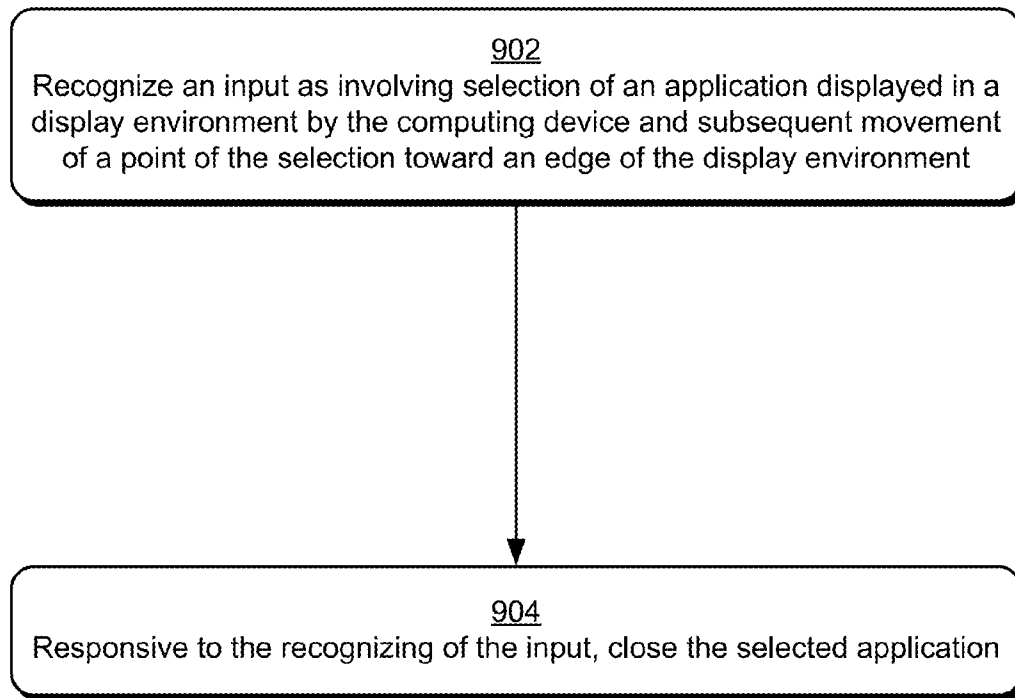 902
Recognize an input as involving selection of an application displayed in a
display environment by the computing device and subsequent movement
of a point of the selection toward an edge of the display environment
904
Responsive to the recognizing of the input, close the selected application